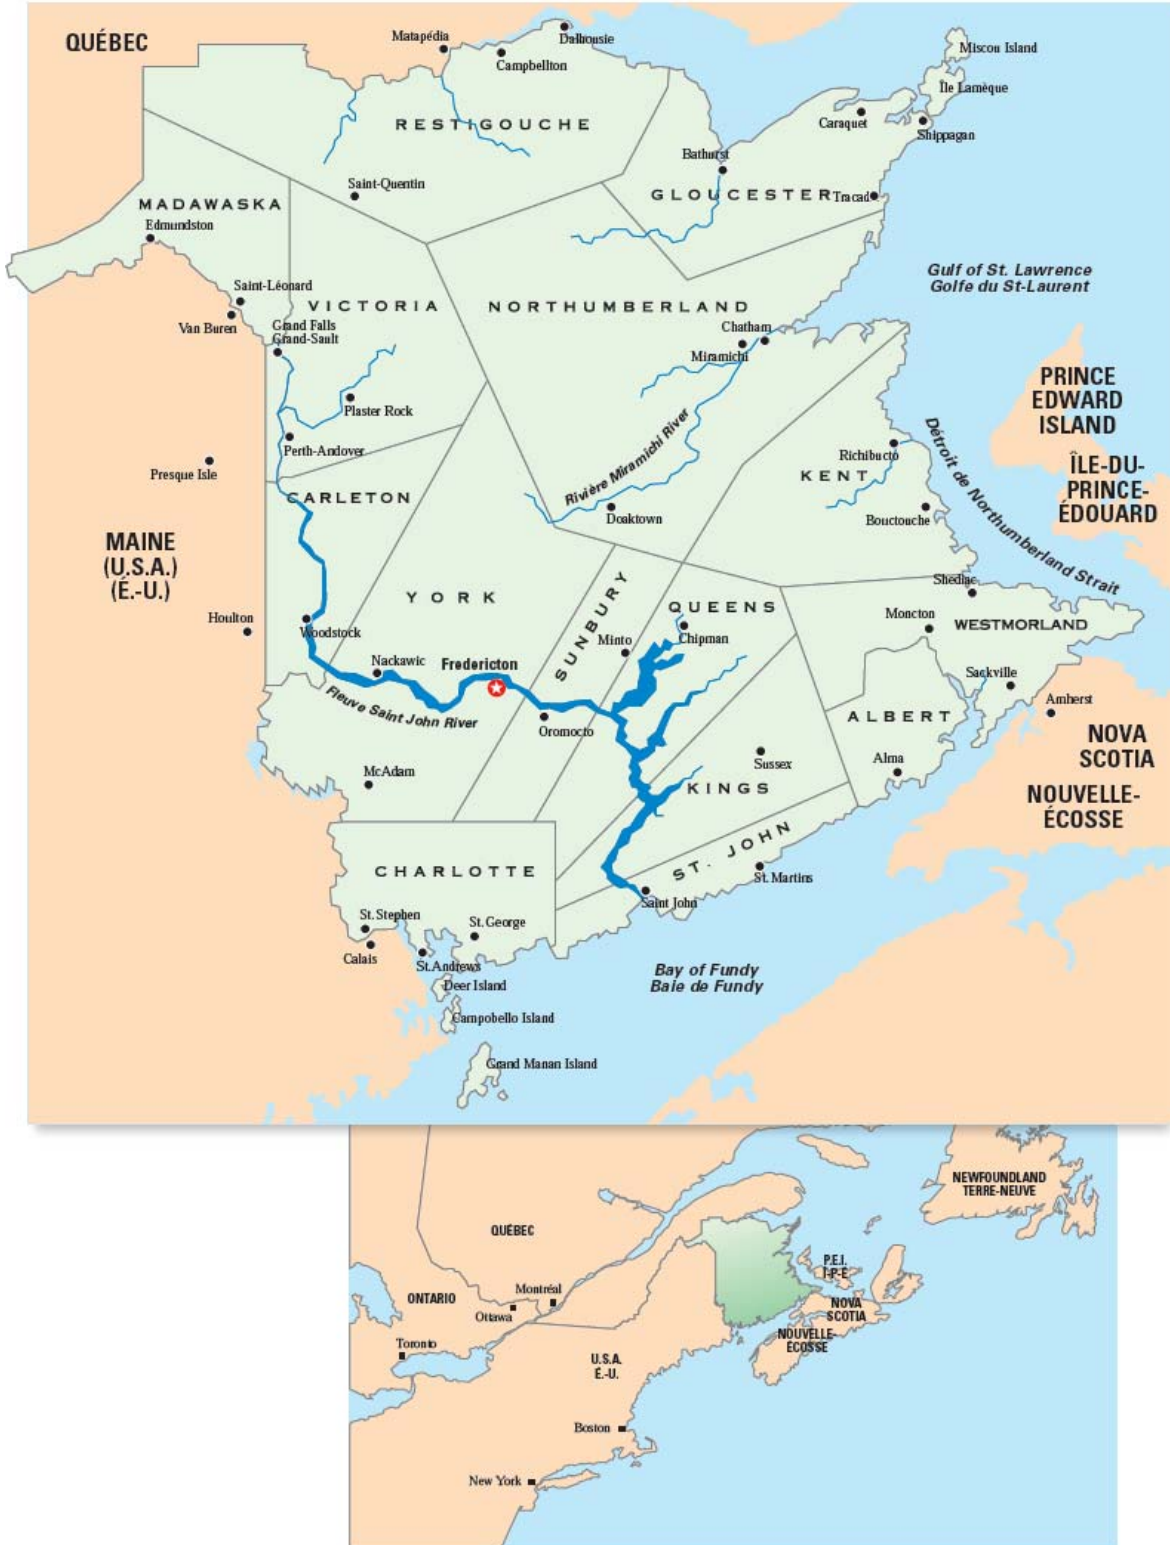 QUÉBEC
Matapédia
Dalhousie
Campbellton
Miscou Island
Île Lamèque
RESTIGOUCHE
Caraquet
Shippagan
Bathurst
Saint-Quentin
GLOUCESTER
Tracad
MADAWASKA
Edmundston
Gulf of St. Lawrence
Golfe du St-Laurent
Saint-Léonard
VICTORIA
NORTHUMBERLAND
Van Buren
Grand Falls
Grand-Sault
Chatham
Miramichi
PRINCE
EDWARD
ISLAND
ÎLE-DU-
PRINCE-
ÉDOUARD
Plaster Rock
Perth-Andover
Presque Isle
Rivière Miramichi River
Richibucto
KENT
Détroit de Northumberland Strait
CARLETON
Doaktown
Bouctouche
MAINE
(U.S.A.)
(É.-U.)
YORK
SUNBURY
QUEENS
Shediac
Houlton
Woodstock
Minto
Chipman
Moncton
WESTMORLAND
Nackawic
Fredericton
Sackville
Amherst
Fleuve Saint John River
Oromocto
ALBERT
NOVA
SCOTIA
NOUVELLE-
ÉCOSSE
McAdam
Sussex
Alma
KINGS
CHARLOTTE
ST. JOHN
St. Martins
Saint John
St. Stephen
St. George
Calais
St.Andrews
Deer Island
Bay of Fundy
Baie de Fundy
Campobello Island
Grand Manan Island
NEWFOUNDLAND
TERRE-NEUVE
QUÉBEC
P.E.I.
Î-P-É
ONTARIO
Montréal
Ottawa
NOVA
SCOTIA
NOUVELLE-
ÉCOSSE
Toronto
U.S.A.
É.-U.
Boston
New York